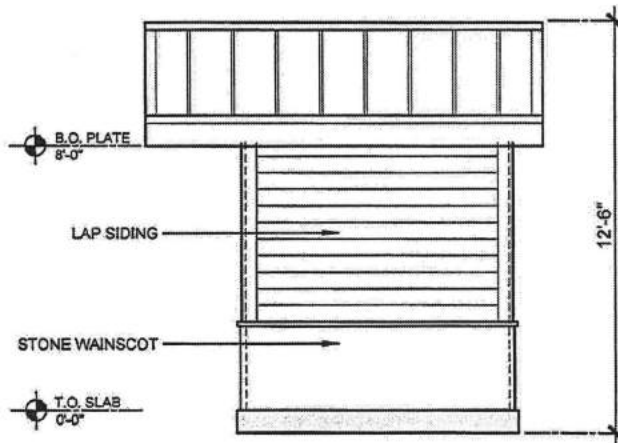 B.O. PLATE
8'-0"
LAP SIDING
12'-6"
STONE WAINSCOT
T.O. SLAB
0'-0"